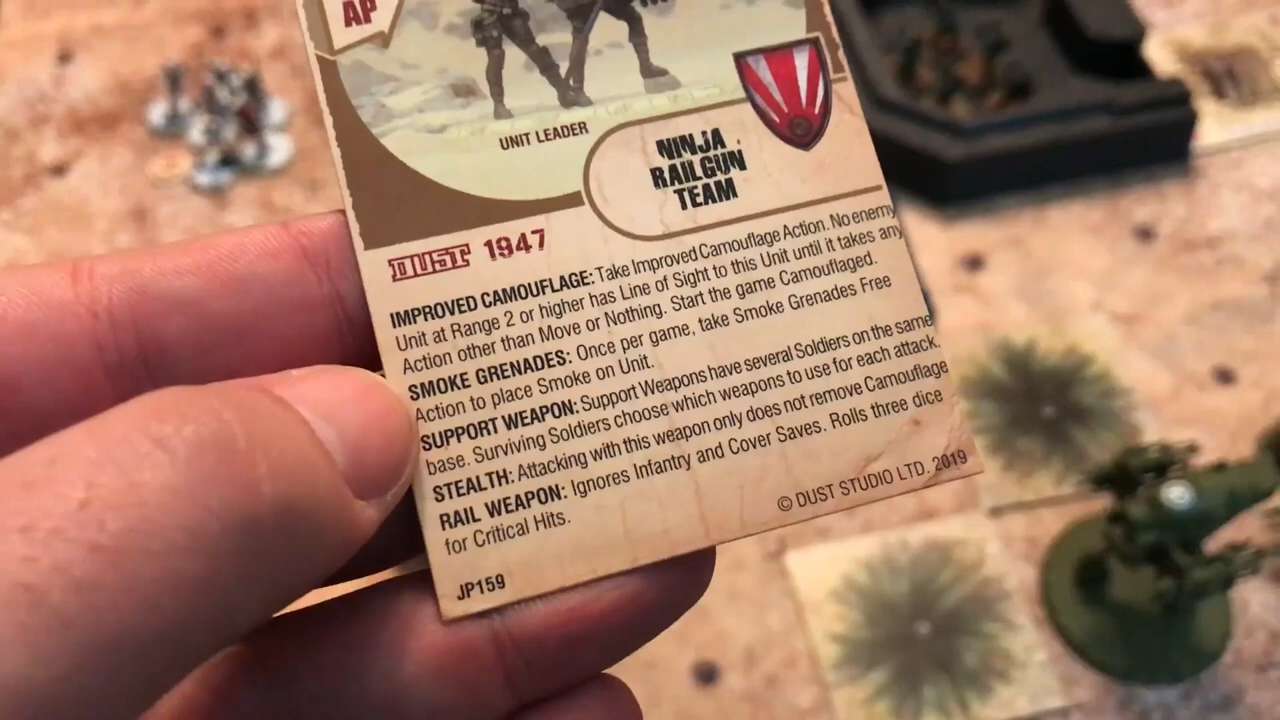 AP
UNIT LEADER
NINJA
RAILGUN
TEAM
DUST 1947
IMPROVED CAMOUFLAGE: Take Improved Camouflage Action. No enemy
Unit at Range 2 or higher has Line of Sight to this Unit until it takes any
Action other than Move or Nothing. Start the game Camouflaged.
SMOKE GRENADES: Once per game, take Smoke Grenades Free
Action to place Smoke on Unit.
SUPPORT WEAPON: Support Weapons have several Soldiers on the same
base. Surviving Soldiers choose which weapons to use for each attack.
STEALTH: Attacking with this weapon only does not remove Camouflage
RAIL WEAPON: Ignores Infantry and Cover Saves. Rolls three dice
for Critical Hits.
© DUST STUDIO LTD. 2019
JP159